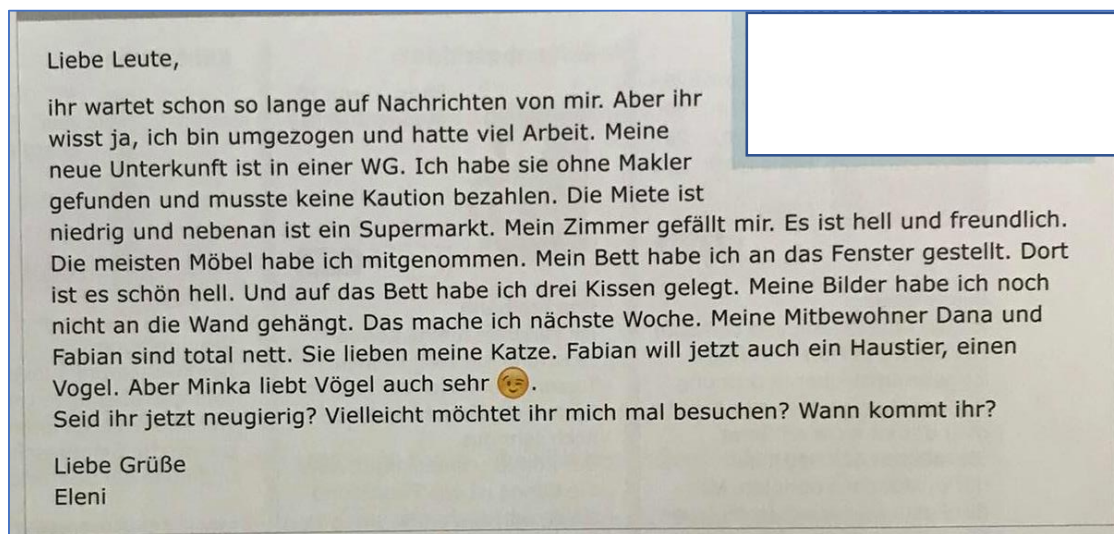 Liebe Leute,
ihr wartet schon so lange auf Nachrichten von mir. Aber ihr
wisst ja, ich bin umgezogen und hatte viel Arbeit. Meine
neue Unterkunft ist in einer WG. Ich habe sie ohne Makler
gefunden und musste keine Kaution bezahlen. Die Miete ist
niedrig und nebenan ist ein Supermarkt. Mein Zimmer gefällt mir. Es ist hell und freundlich.
Die meisten Möbel habe ich mitgenommen. Mein Bett habe ich an das Fenster gestellt. Dort
ist es schön hell. Und auf das Bett habe ich drei Kissen gelegt. Meine Bilder habe ich noch
nicht an die Wand gehängt. Das mache ich nächste Woche. Meine Mitbewohner Dana und
Fabian sind total nett. Sie lieben meine Katze. Fabian will jetzt auch ein Haustier, einen
Vogel. Aber Minka liebt Vögel auch sehr 😉.
Seid ihr jetzt neugierig? Vielleicht möchtet ihr mich mal besuchen? Wann kommt ihr?
Liebe Grüße
Eleni